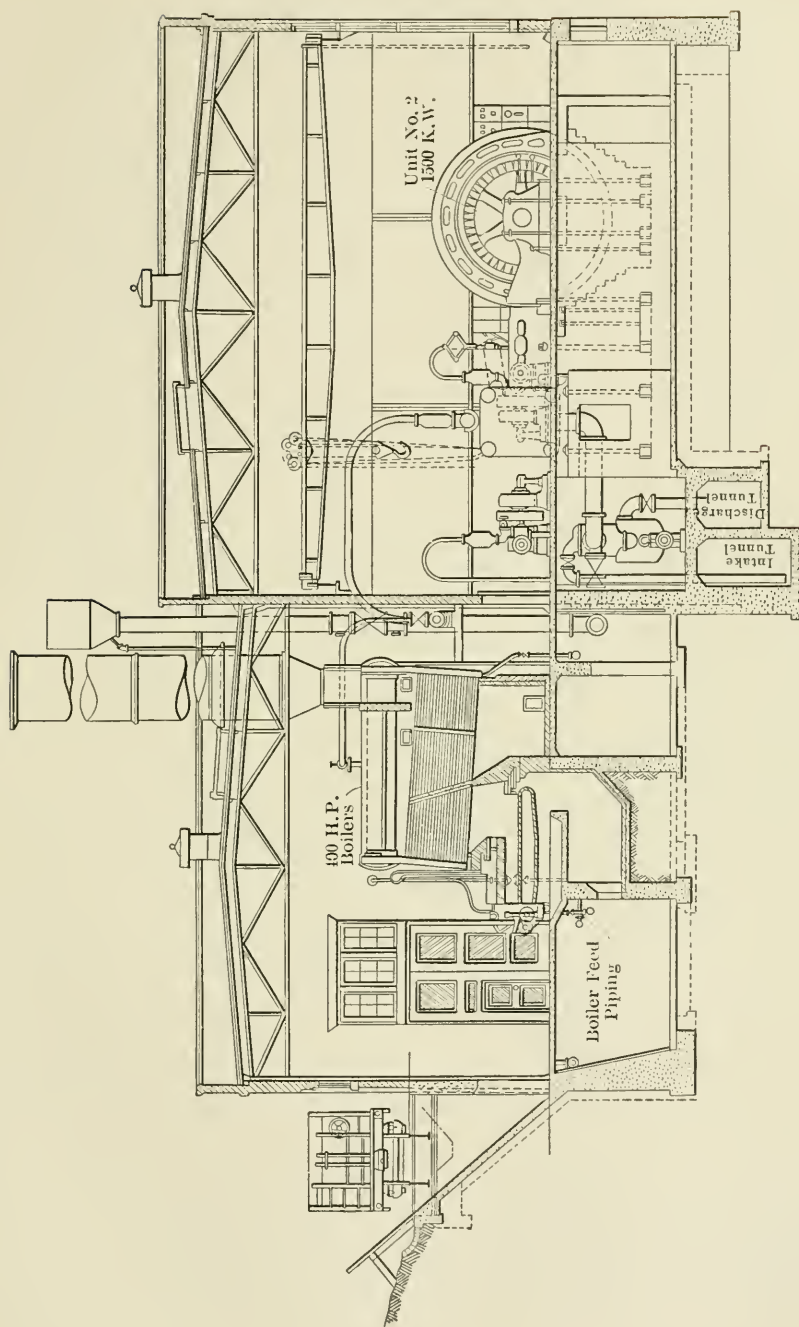 400 H.P.
Boilers
Unit No. 2
1500 K.W.
Boiler Feed
Piping
Intake
Tunnel
Discharge
Tunnel